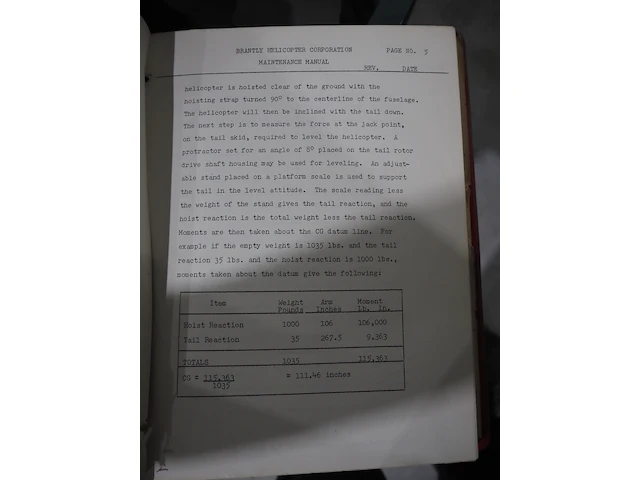 BRANTLY HELICOPTER CORPORATION PAGE NO. 5
MAINTENANCE MANUAL
REV. DATE
helicopter is hoisted clear of the ground with the
hoisting strap turned 90° to the centerline of the fuselage.
The helicopter will then be inclined with the tail down.
The next step is to measure the force at the jack point,
on the tail skid, required to level the helicopter. A
protractor set for an angle of 8° placed on the tail rotor
drive shaft housing may be used for leveling. An adjust-
able stand placed on a platform scale is used to support
the tail in the level attitude. The scale reading less
the weight of the stand gives the tail reaction, and the
hoist reaction is the total weight less the tail reaction.
Moments are then taken about the CG datum line. For
example if the empty weight is 1035 lbs. and the tail
reaction 35 lbs. and the hoist reaction is 1000 lbs.,
moments taken about the datum give the following:
Item Weight Arm Moment
Pounds Inches Lb. In.
Hoist Reaction 1000 106 106,000
Tail Reaction 35 267.5 9,363
TOTALS 1035 115,363
CG = 115,363 = 111.46 inches
1035